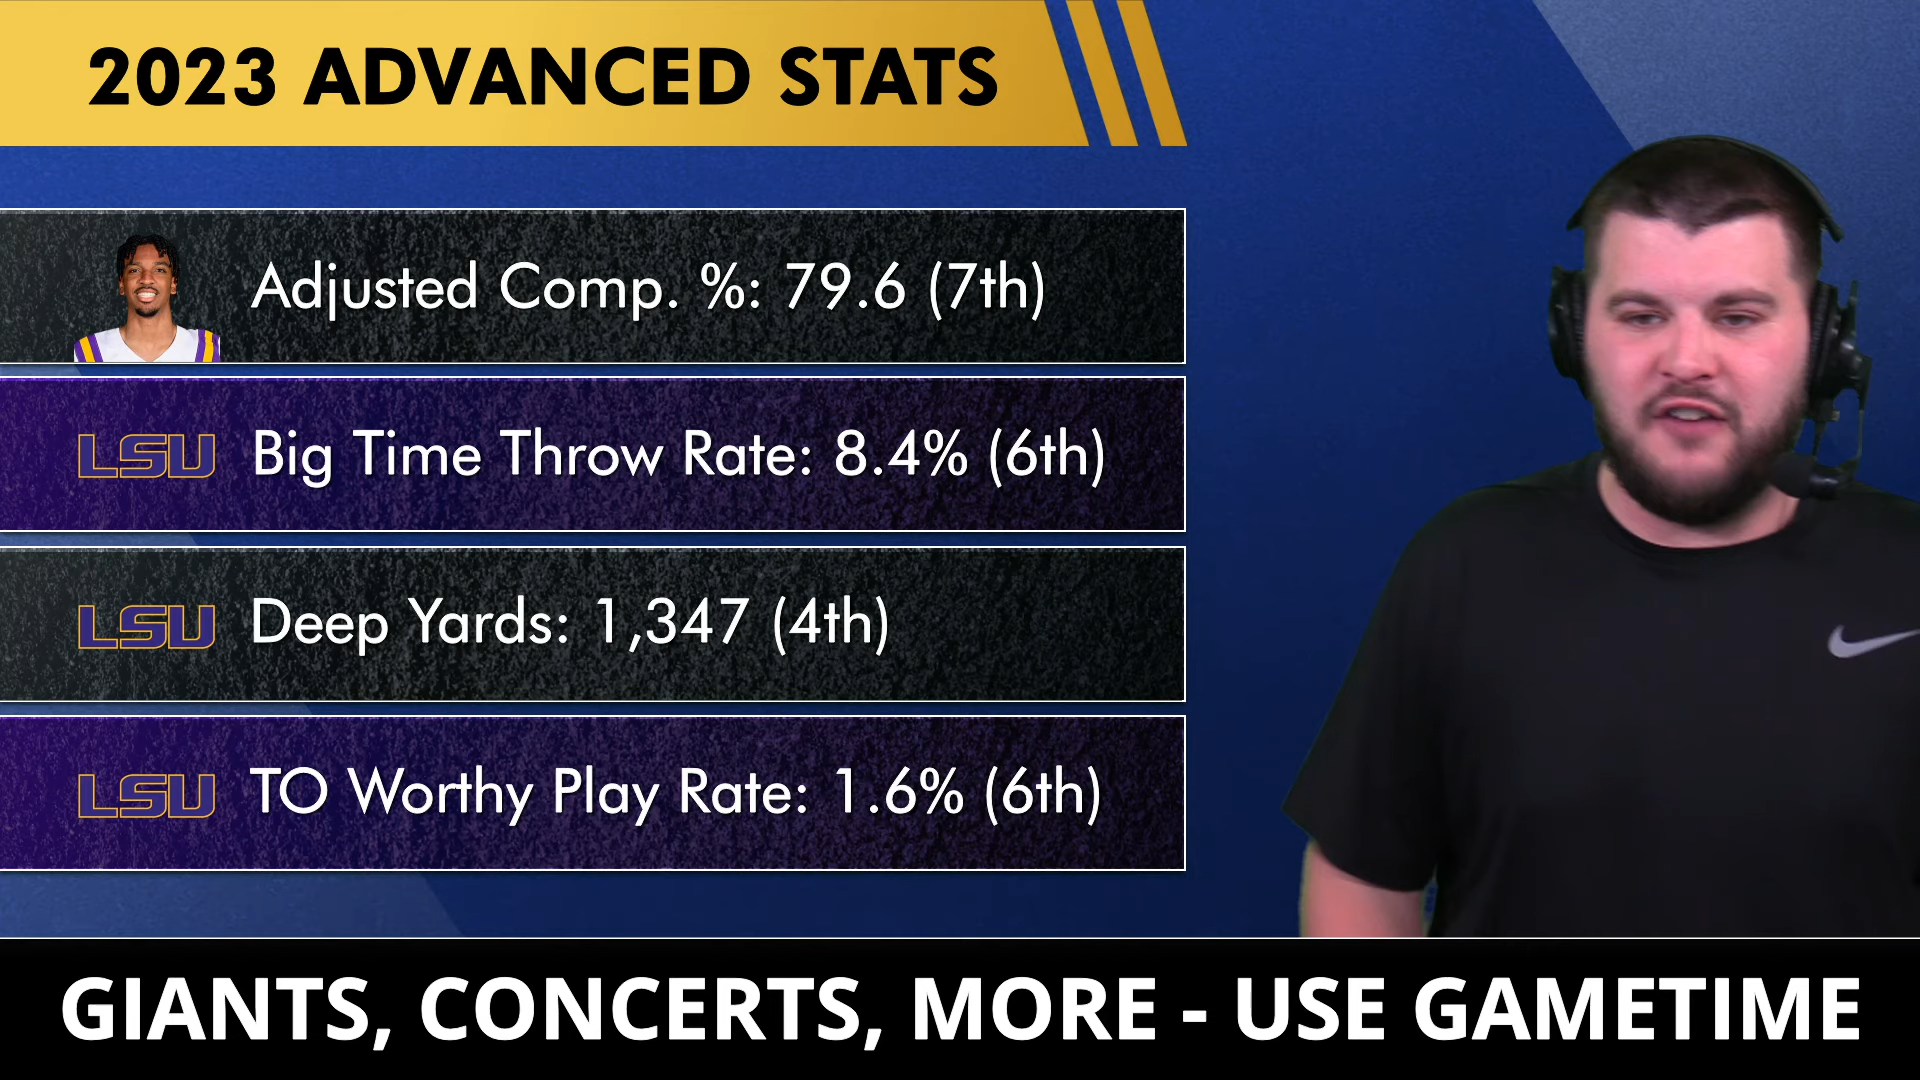 2023 ADVANCED STATS
Adjusted Comp. %: 79.6 (7th)
LSU Big Time Throw Rate: 8.4% (6th)
LSU Deep Yards: 1,347 (4th)
LSU TO Worthy Play Rate: 1.6% (6th)
GIANTS, CONCERTS, MORE - USE GAMETIME